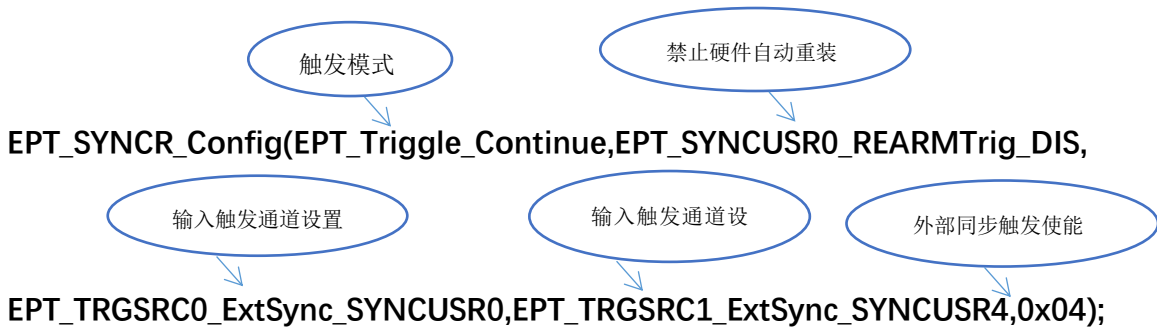 触发模式
禁止硬件自动重装
EPT_SYNCR_Config(EPT_Triggle_Continue,EPT_SYNCUSR0_REARMTrig_DIS,
输入触发通道设置
输入触发通道设
外部同步触发使能
EPT_TRGSRC0_ExtSync_SYNCUSR0,EPT_TRGSRC1_ExtSync_SYNCUSR4,0x04);